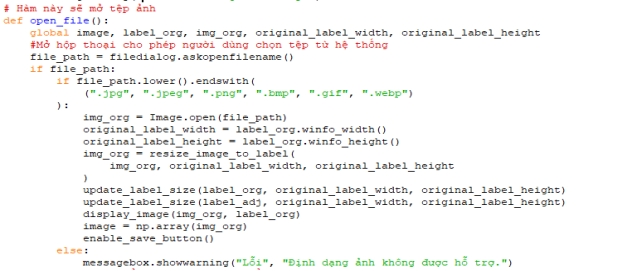 # Hàm này sẽ mở tệp ảnh
def open_file():
    global image, label_org, img_org, original_label_width, original_label_height
    #Mở hộp thoại cho phép người dùng chọn tệp từ hệ thống
    file_path = filedialog.askopenfilename()
    if file_path:
        if file_path.lower().endswith(
            (".jpg", ".jpeg", ".png", ".bmp", ".gif", ".webp")
        ):
            img_org = Image.open(file_path)
            original_label_width = label_org.winfo_width()
            original_label_height = label_org.winfo_height()
            img_org = resize_image_to_label(
                img_org, original_label_width, original_label_height
            )
            update_label_size(label_org, original_label_width, original_label_height)
            update_label_size(label_adj, original_label_width, original_label_height)
            display_image(img_org, label_org)
            image = np.array(img_org)
            enable_save_button()
        else:
            messagebox.showwarning("Lỗi", "Định dạng ảnh không được hỗ trợ.")